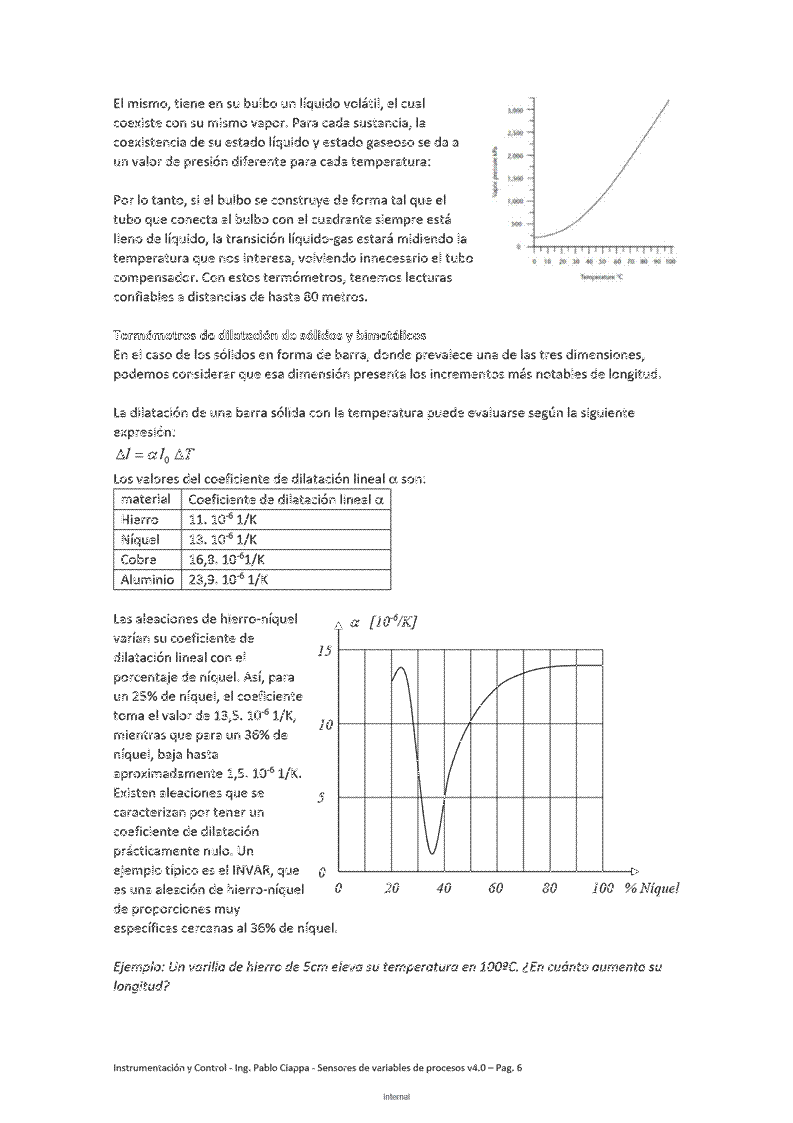 El mismo, tiene en su bulbo un líquido volátil, el cual
coexiste con su mismo vapor. Para cada sustancia, la
coexistencia de su estado líquido y estado gaseoso se da a
un valor de presión diferente para cada temperatura:
3,000
2,500
2,000
1,500
1,000
500
0
Vapor pressure kPa
0 10 20 30 40 50 60 70 80 90 100
Temperature °C
Por lo tanto, si el bulbo se construye de forma tal que el
tubo que conecta al bulbo con el cuadrante siempre está
lleno de líquido, la transición líquido-gas estará midiendo la
temperatura que nos interesa, volviendo innecesario el tubo
compensador. Con estos termómetros, tenemos lecturas
confiables a distancias de hasta 80 metros.
Termómetros de dilatación de sólidos y bimetálicos
En el caso de los sólidos en forma de barra, donde prevalece una de las tres dimensiones,
podemos considerar que esa dimensión presenta los incrementos más notables de longitud.
La dilatación de una barra sólida con la temperatura puede evaluarse según la siguiente
expresión:
Δl = α l₀ ΔT
Los valores del coeficiente de dilatación lineal α son:
material Coeficiente de dilatación lineal α
Hierro 11. 10⁻⁶ 1/K
Níquel 13. 10⁻⁶ 1/K
Cobre 16,8. 10⁻⁶1/K
Aluminio 23,9. 10⁻⁶ 1/K
Las aleaciones de hierro-níquel
varían su coeficiente de
dilatación lineal con el
porcentaje de níquel. Así, para
un 25% de níquel, el coeficiente
toma el valor de 13,5. 10⁻⁶ 1/K,
mientras que para un 36% de
níquel, baja hasta
aproximadamente 1,5. 10⁻⁶ 1/K.
Existen aleaciones que se
caracterizan por tener un
coeficiente de dilatación
prácticamente nulo. Un
ejemplo típico es el INVAR, que
es una aleación de hierro-níquel
de proporciones muy
específicas cercanas al 36% de níquel.
α [10⁻⁶/K]
15
10
5
0
0 20 40 60 80 100 % Níquel
Ejemplo: Un varilla de hierro de 5cm eleva su temperatura en 100ºC. ¿En cuánto aumenta su
longitud?
Instrumentación y Control - Ing. Pablo Ciappa - Sensores de variables de procesos v4.0 – Pag. 6
Internal